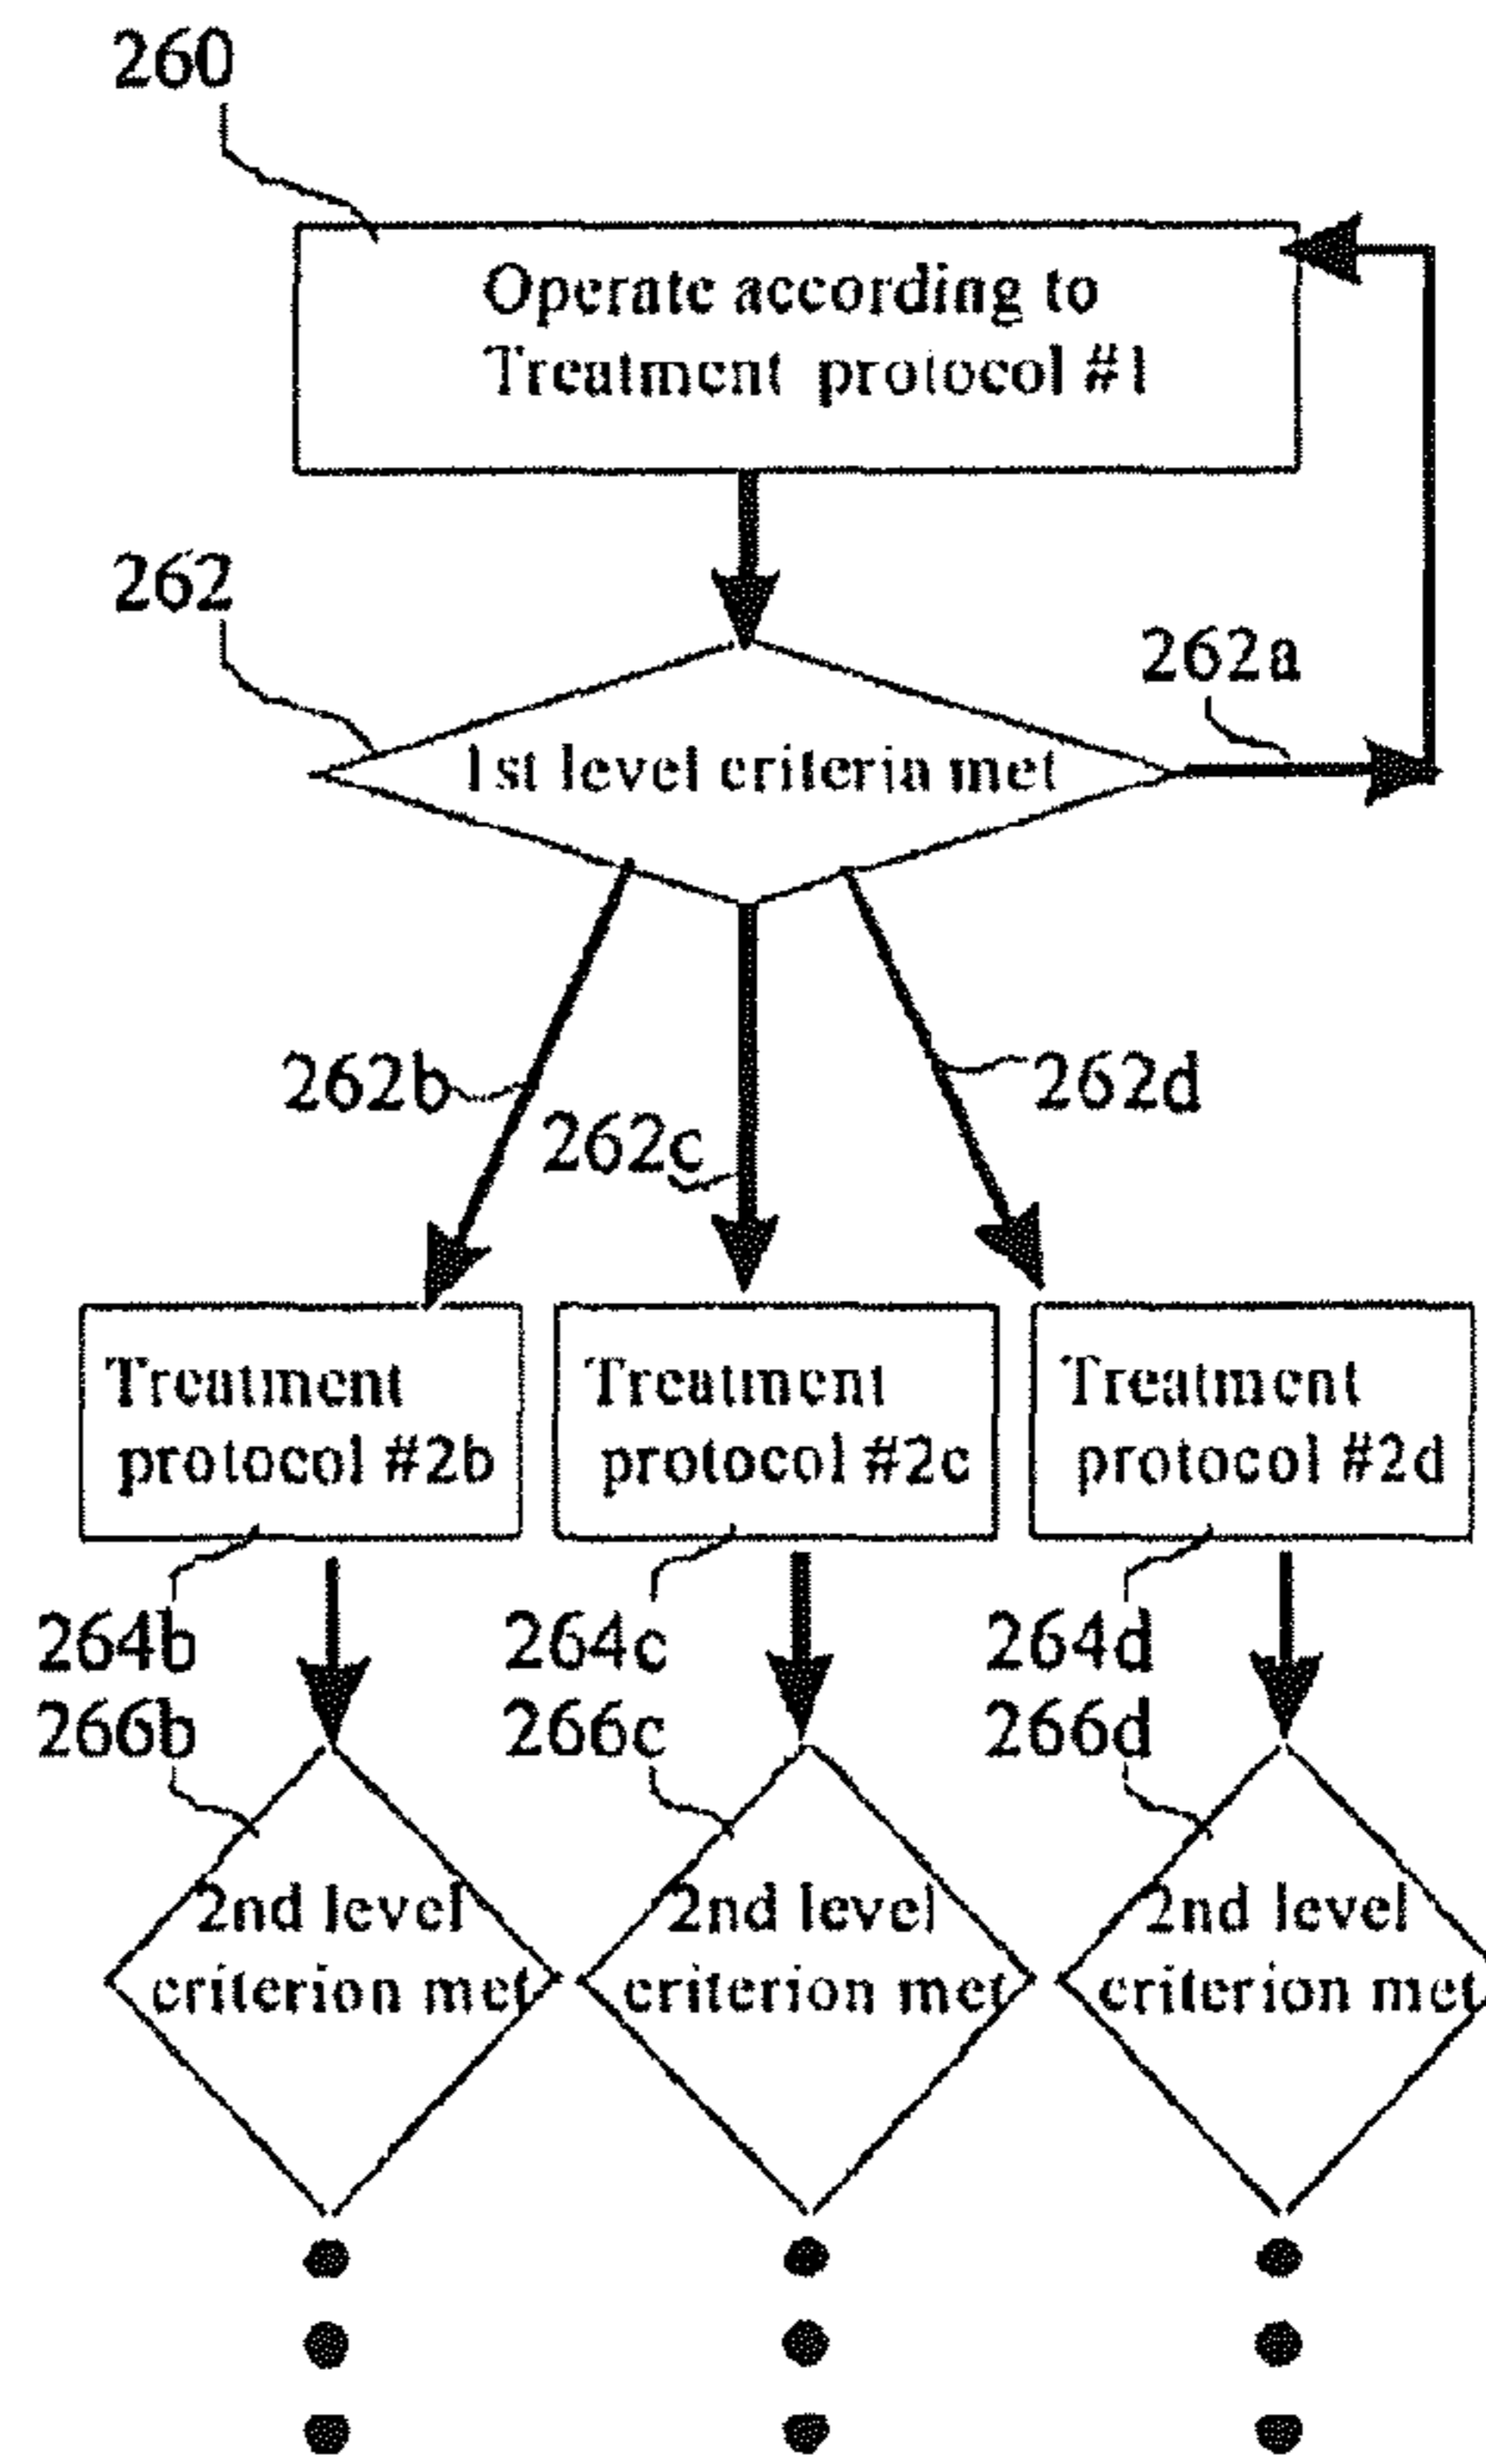 260
Operate according to
Treatment protocol #1
262
262a
1st level criteria met
262b
262c
262d
Treatment
protocol #2b
Treatment
protocol #2c
Treatment
protocol #2d
264b
264c
264d
266b
266c
266d
2nd level
criterion met
2nd level
criterion met
2nd level
criterion met